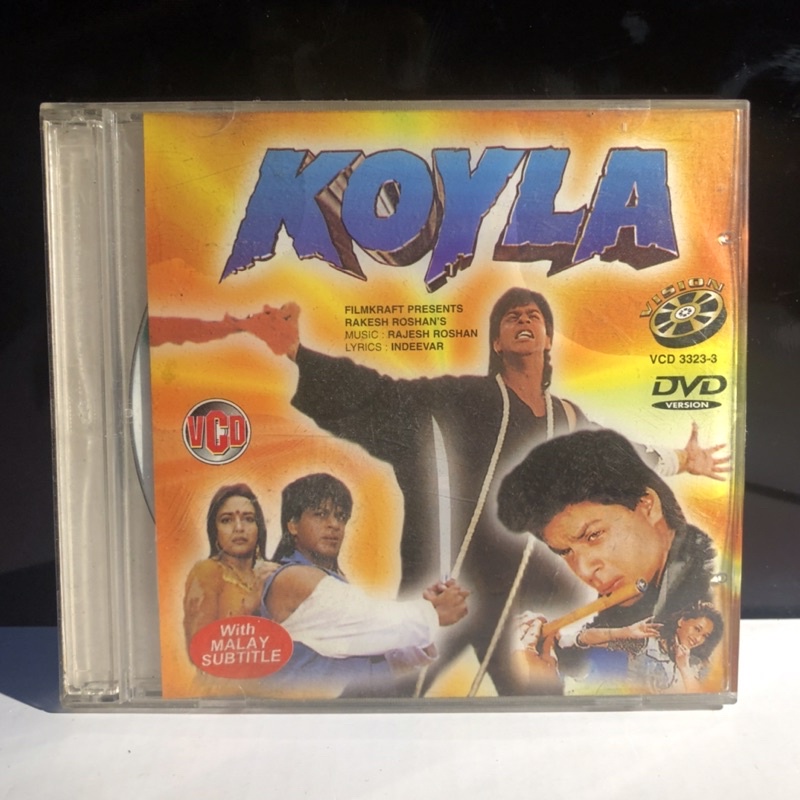 KOYLA
FILMKRAFT PRESENTS
RAKESH ROSHAN'S
MUSIC : RAJESH ROSHAN
LYRICS : INDEEVAR
VISION
VCD 3323-3
DVD
VERSION
VCD
With
MALAY
SUBTITLE